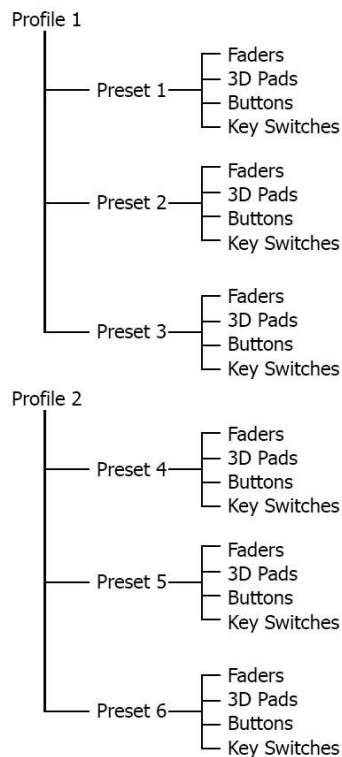 Profile 1
Faders
3D Pads
Preset 1
Buttons
Key Switches
Faders
3D Pads
Preset 2
Buttons
Key Switches
Faders
3D Pads
Preset 3
Buttons
Key Switches
Profile 2
Faders
3D Pads
Preset 4
Buttons
Key Switches
Faders
3D Pads
Preset 5
Buttons
Key Switches
Faders
3D Pads
Preset 6
Buttons
Key Switches